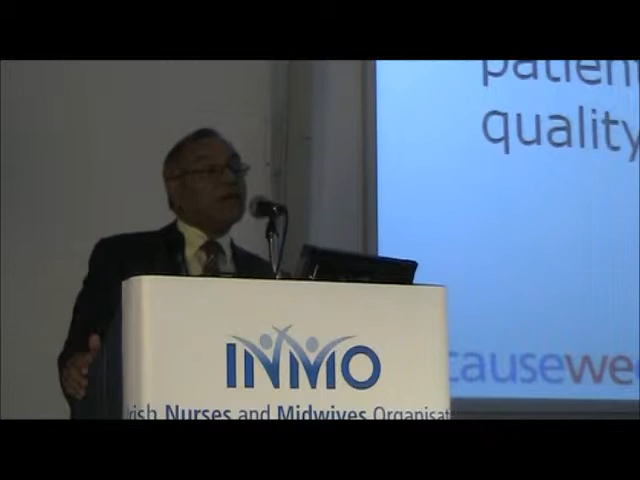 patien
quality
causewe
INMO
rish Nurses and Midwives Organisat